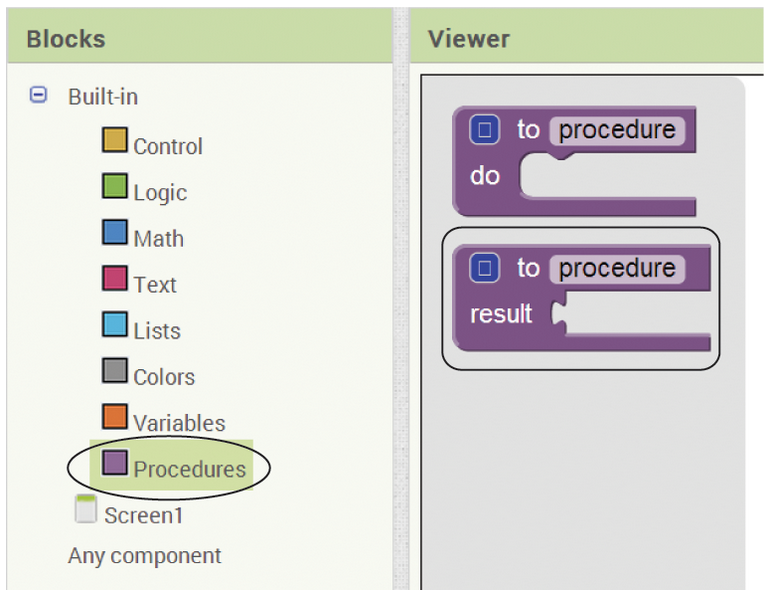 Blocks
Built-in
Control
Logic
Math
Text
Lists
Colors
Variables
Procedures
Screen1
Any component
Viewer
to procedure
do
to procedure
result